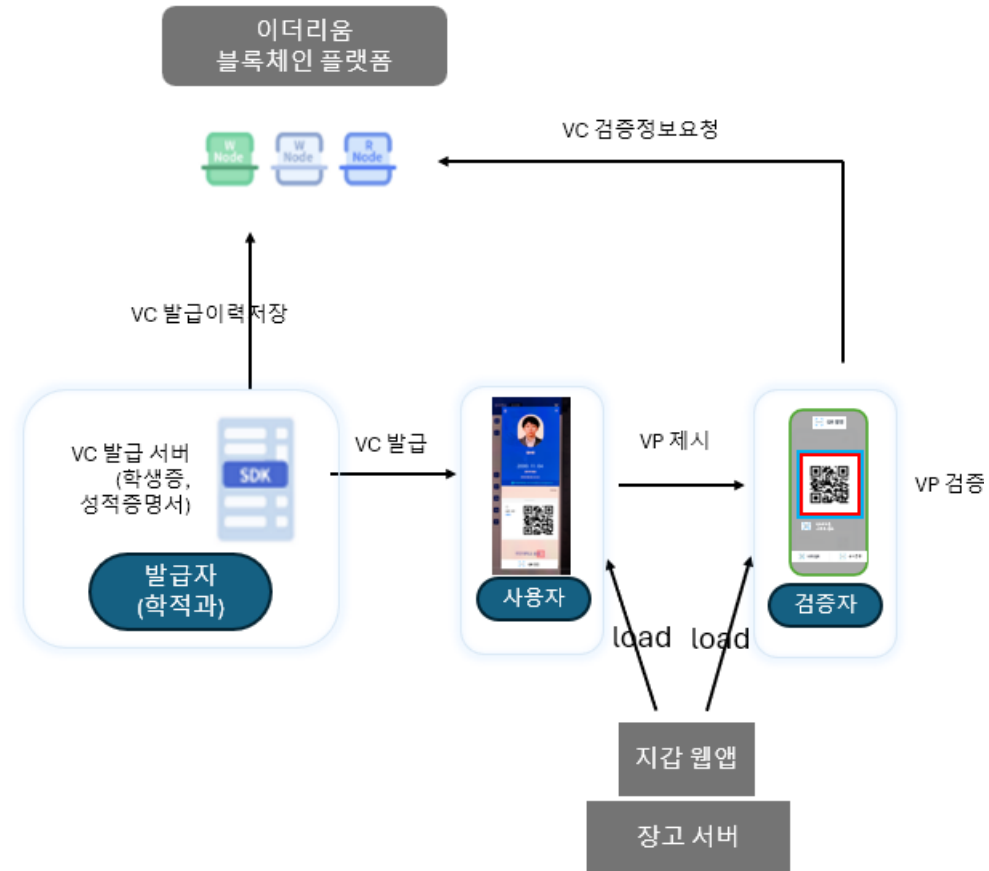 이더리움
블록체인 플랫폼
VC 검증정보요청
W
Node
W
Node
R
Node
VC 발급이력저장
VC 발급 서버
(학생증,
성적증명서)
SDK
VC 발급
VP 제시
VP 검증
발급자
(학적과)
사용자
검증자
load
load
지갑 웹앱
장고 서버